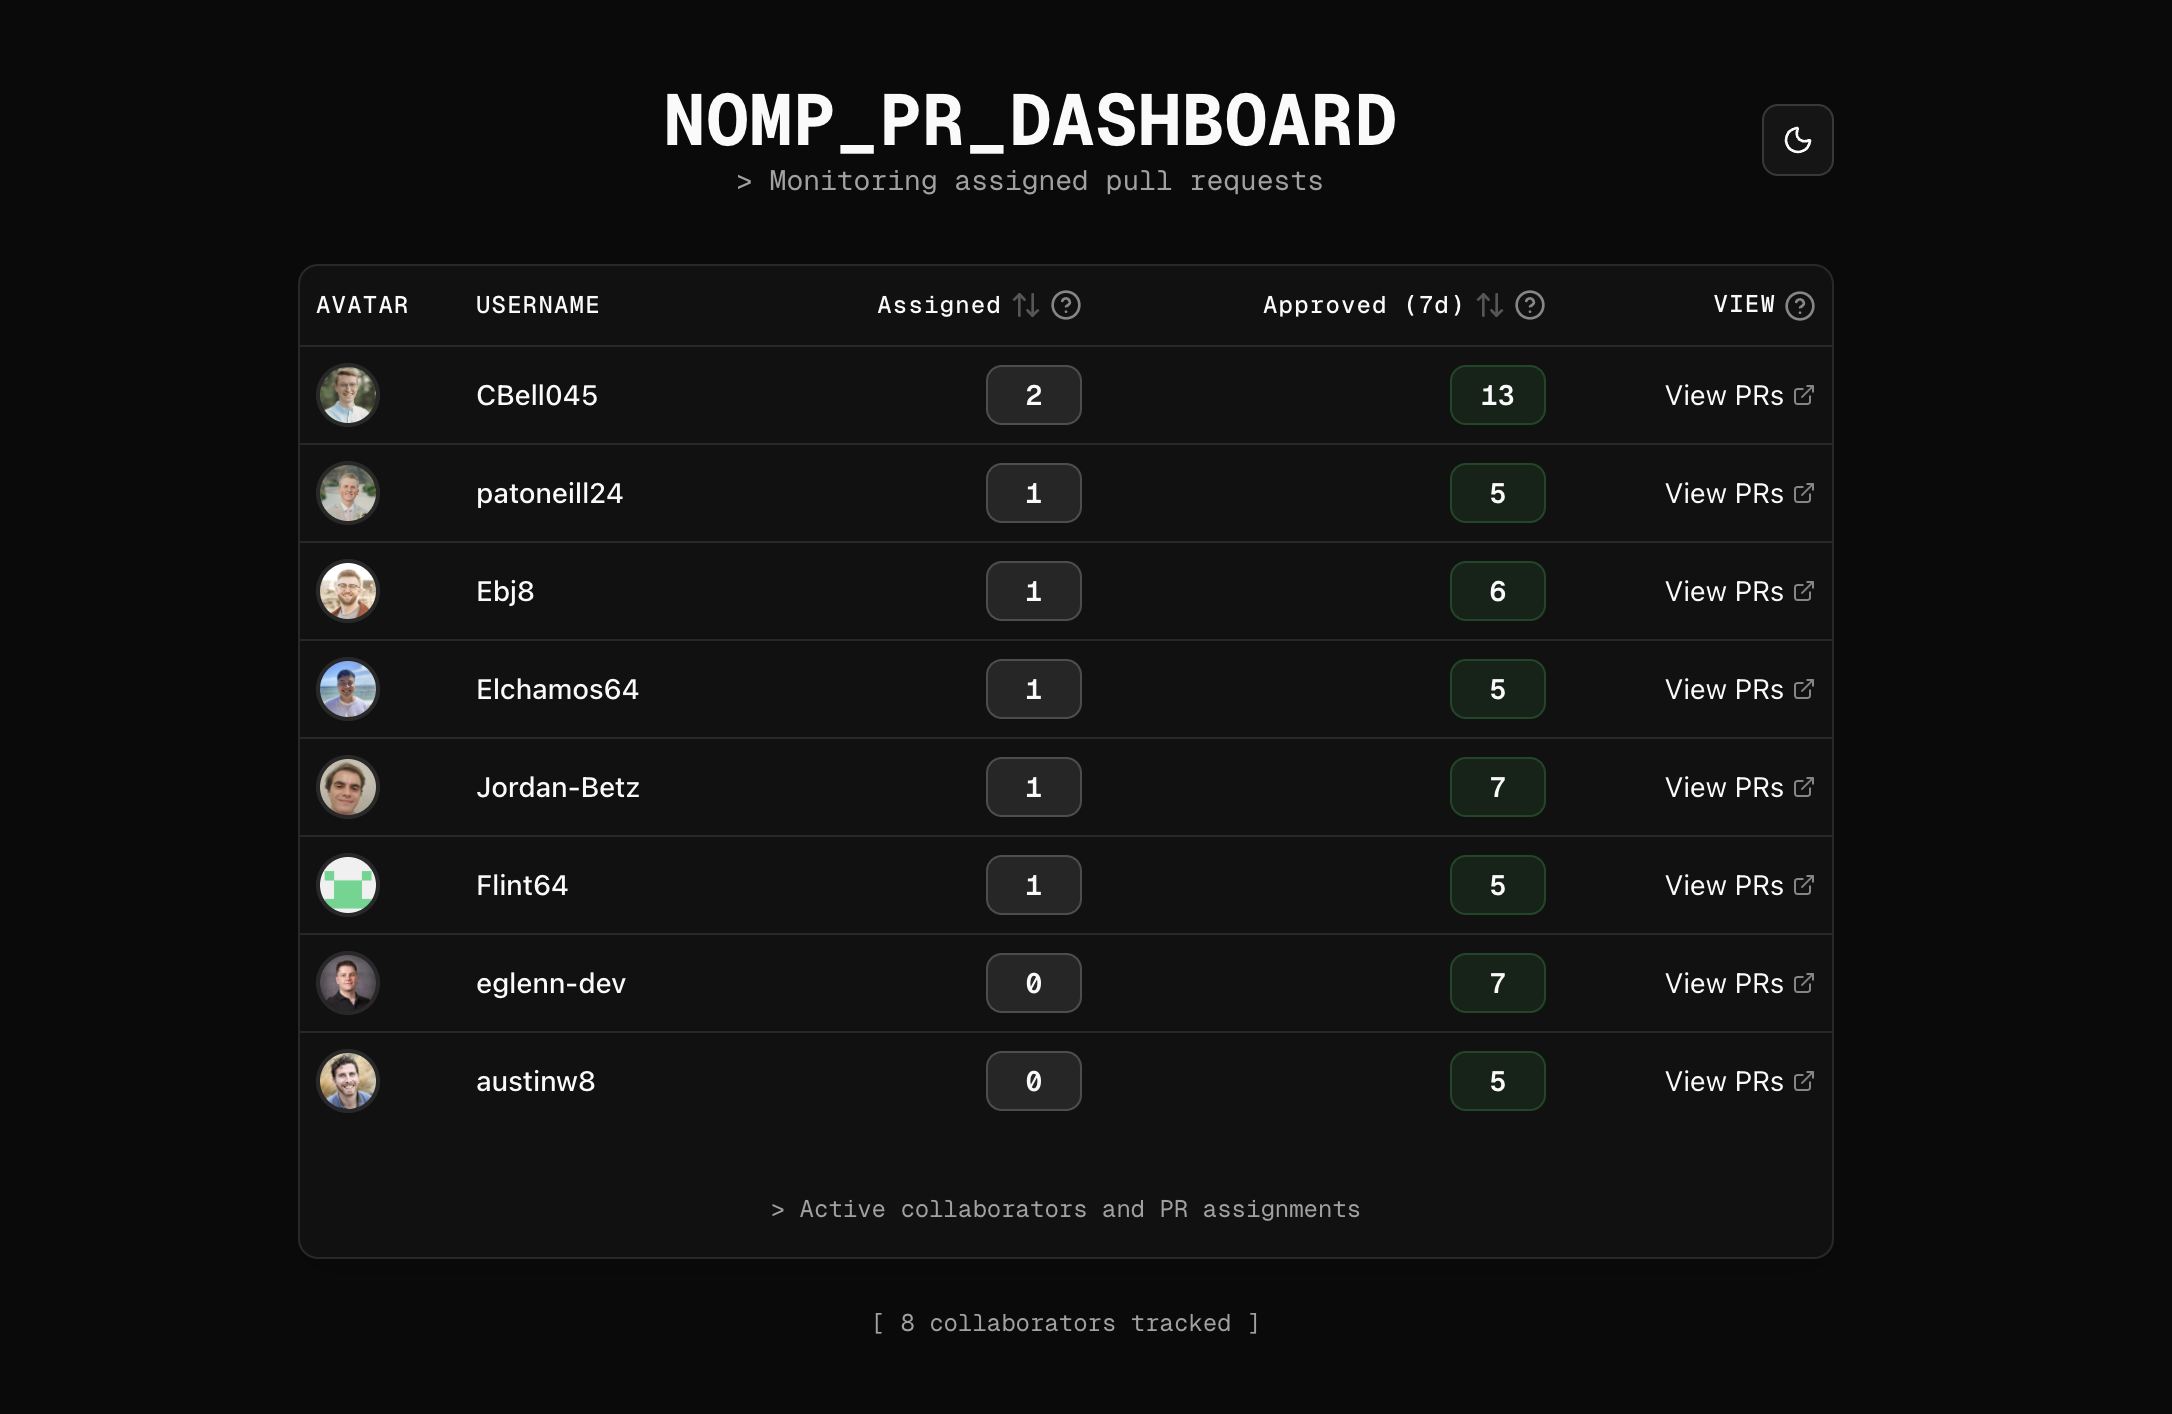 NOMP_PR_DASHBOARD
> Monitoring assigned pull requests
AVATAR USERNAME Assigned Approved (7d) VIEW
CBell045 2 13 View PRs
patoneill24 1 5 View PRs
Ebj8 1 6 View PRs
Elchamos64 1 5 View PRs
Jordan-Betz 1 7 View PRs
Flint64 1 5 View PRs
eglenn-dev 0 7 View PRs
austinw8 0 5 View PRs
> Active collaborators and PR assignments
[ 8 collaborators tracked ]